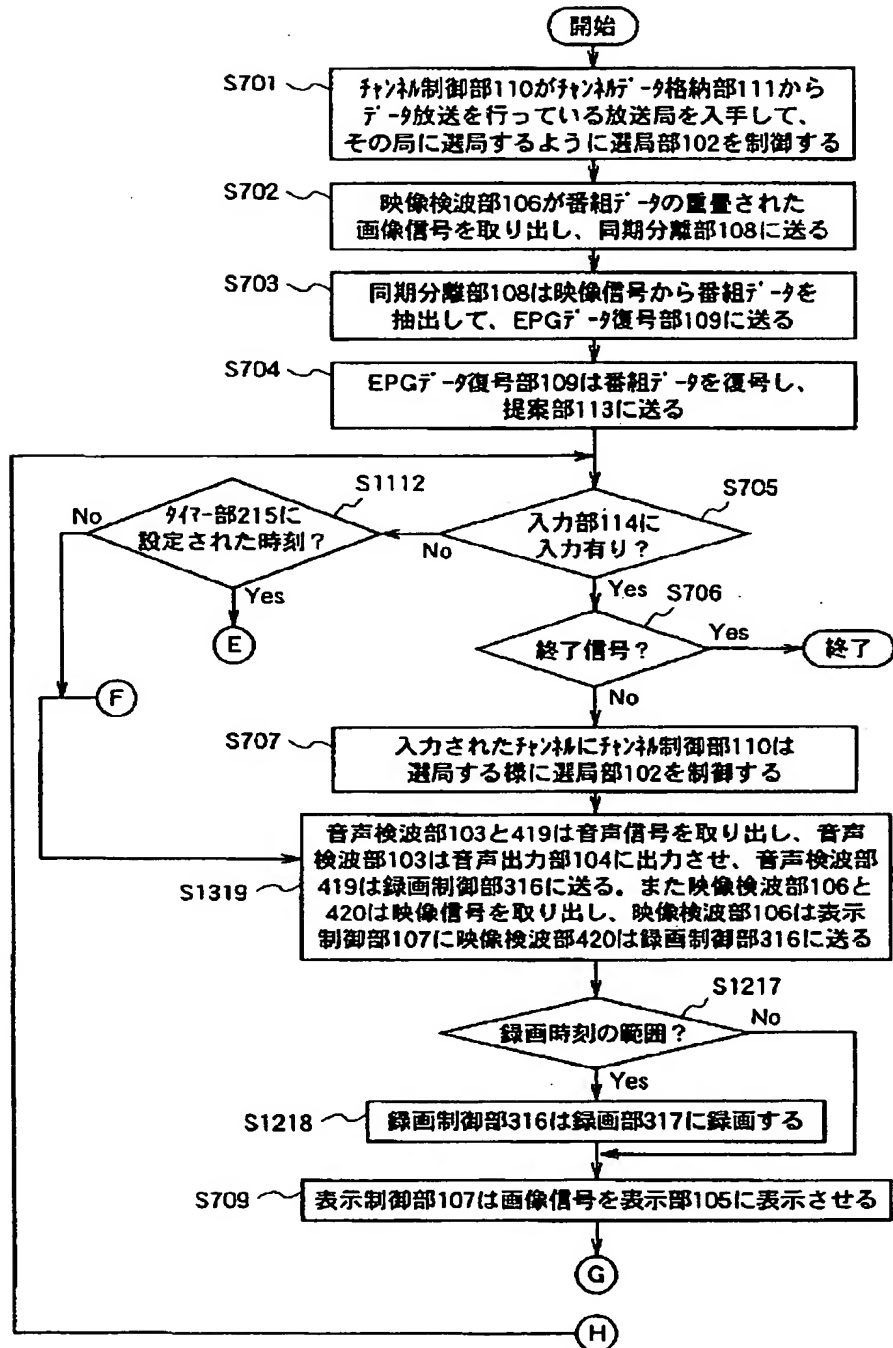 開始
S701
チャンネル制御部110がチャンネルデータ格納部111から
データ放送を行っている放送局を入手して、
その局に選局するように選局部102を制御する
S702
映像検波部106が番組データの重畳された
画像信号を取り出し、同期分離部108に送る
S703
同期分離部108は映像信号から番組データを
抽出して、EPGデータ復号部109に送る
S704
EPGデータ復号部109は番組データを復号し、
提案部113に送る
S1112
タイマー部215に
設定された時刻?
No
Yes
E
S705
入力部114に
入力有り?
No
Yes
S706
終了信号?
Yes
終了
No
F
S707
入力されたチャンネルにチャンネル制御部110は
選局する様に選局部102を制御する
S1319
音声検波部103と419は音声信号を取り出し、音声
検波部103は音声出力部104に出力させ、音声検波部
419は録画制御部316に送る。また映像検波部106と
420は映像信号を取り出し、映像検波部106は表示
制御部107に映像検波部420は録画制御部316に送る
S1217
録画時刻の範囲?
No
Yes
S1218
録画制御部316は録画部317に録画する
S709
表示制御部107は画像信号を表示部105に表示させる
G
H